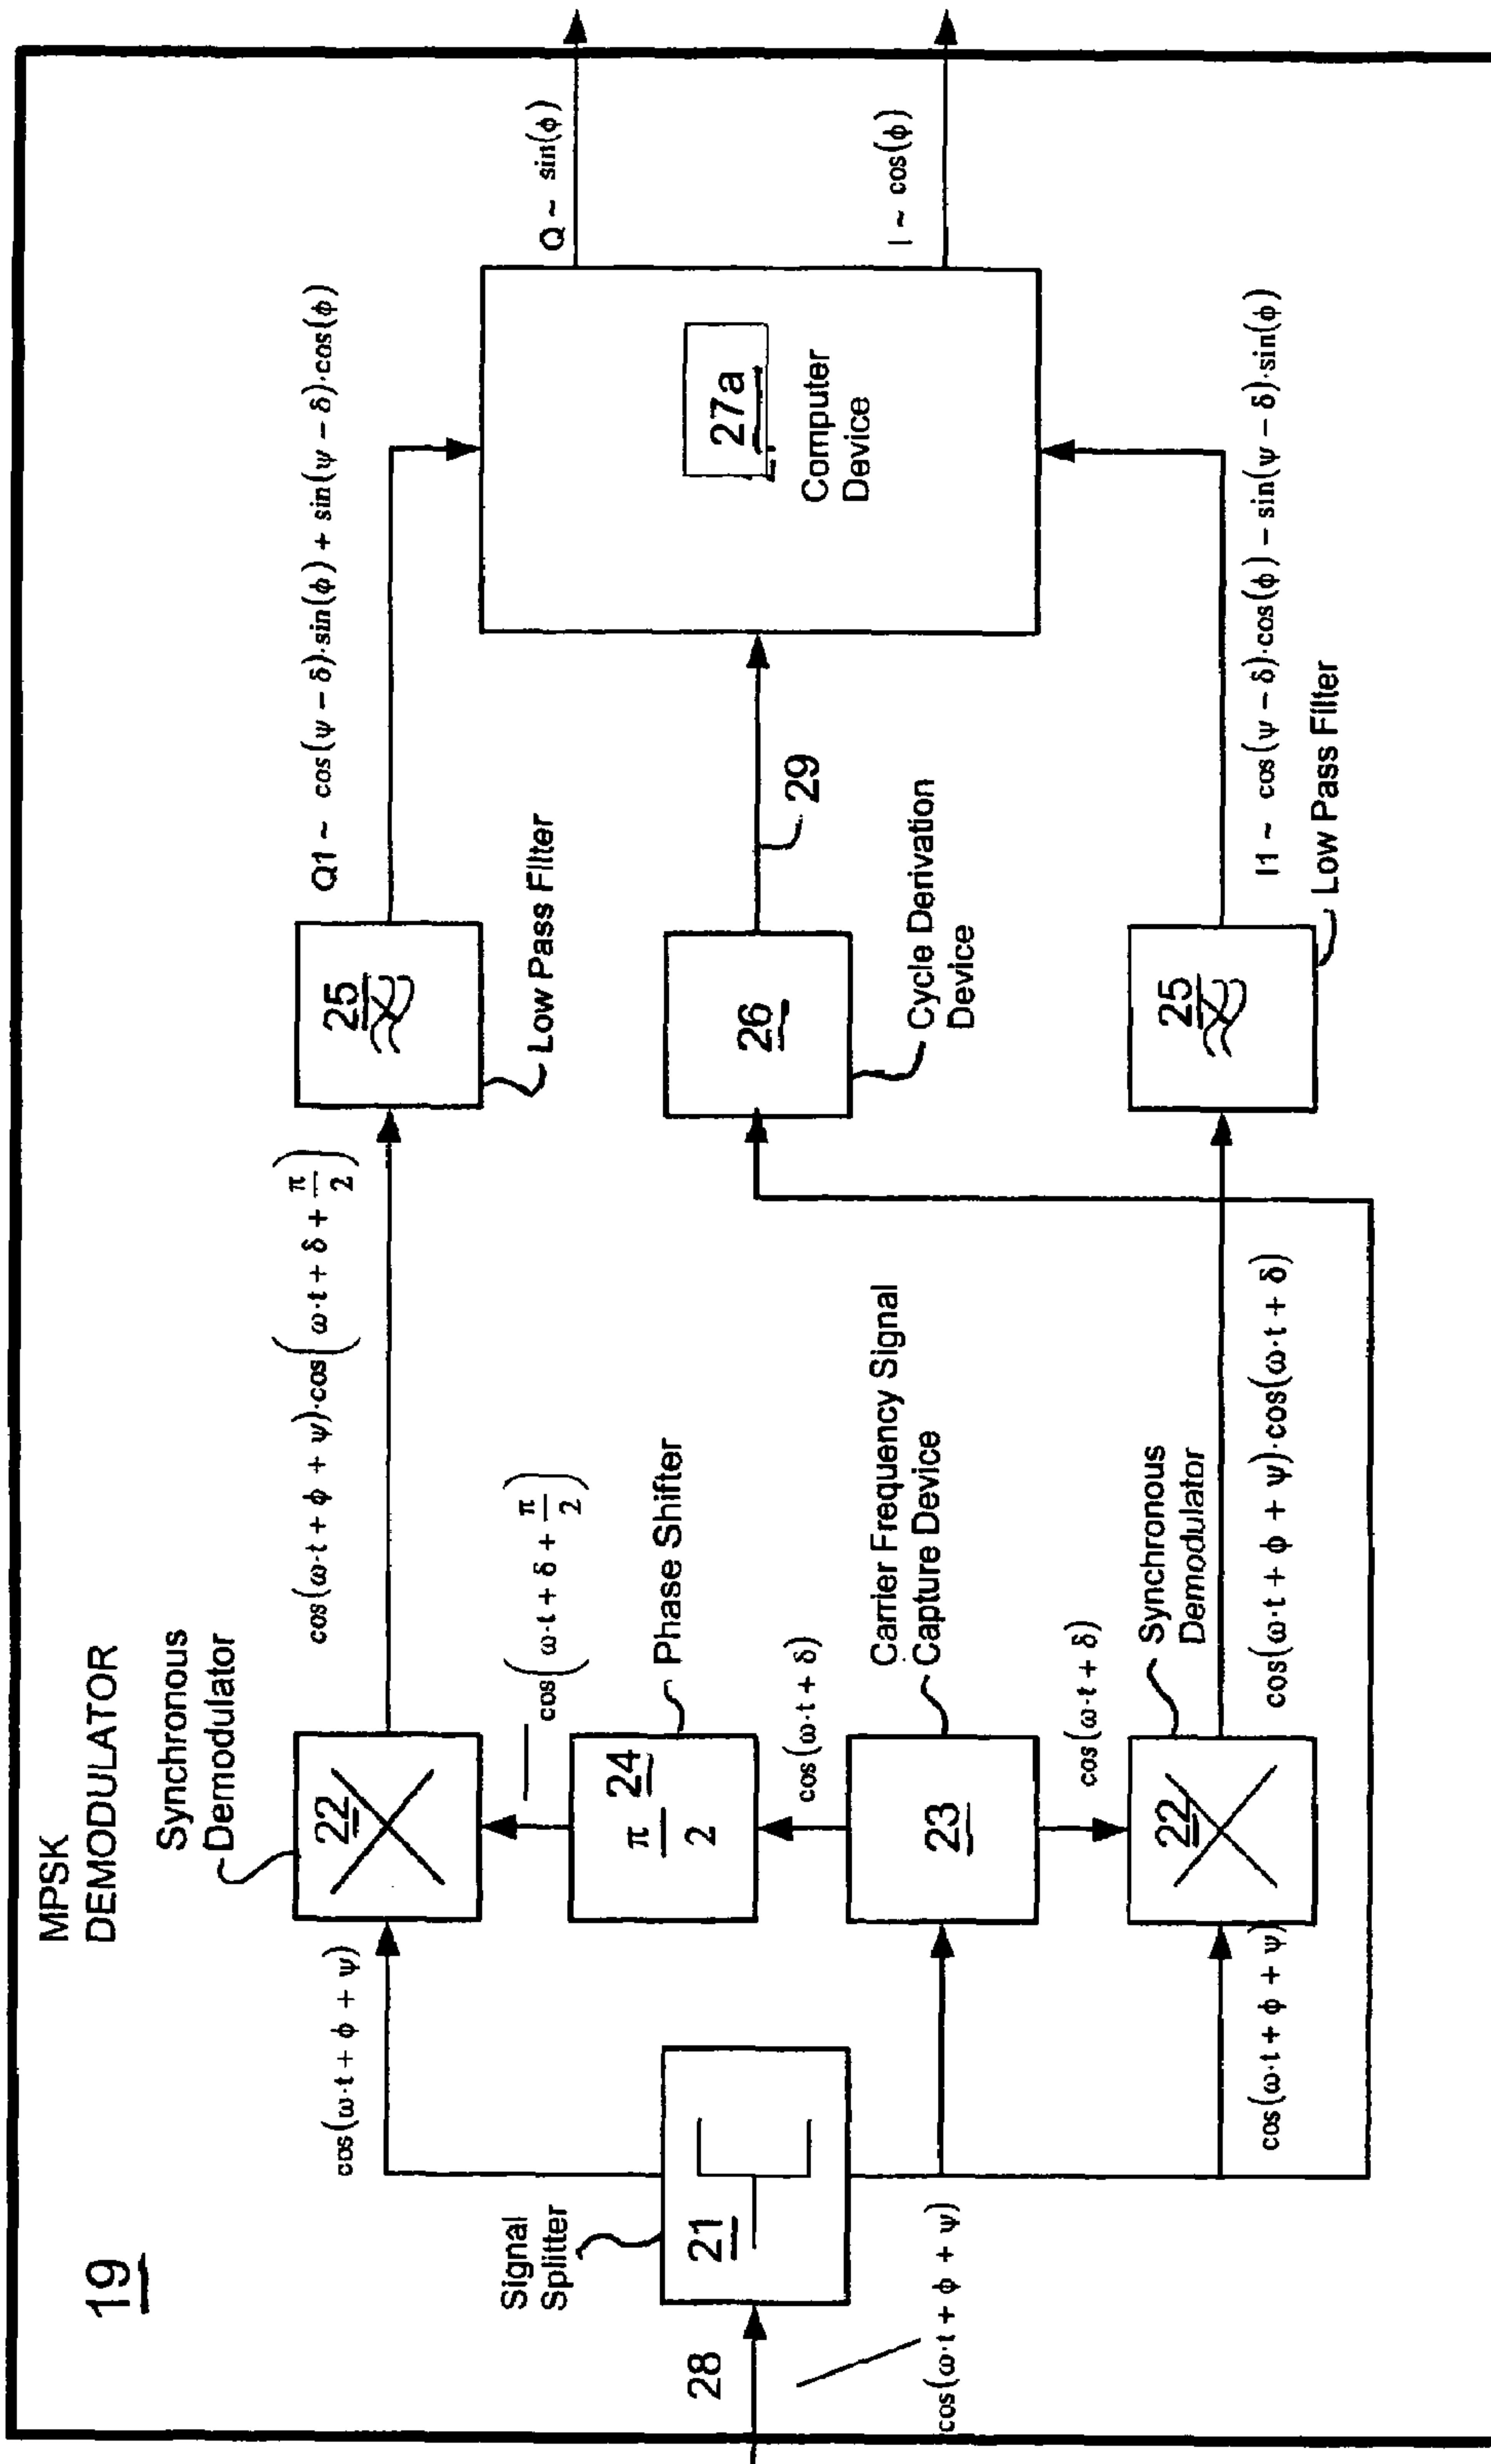 19
MPSK
DEMODULATOR
28
cos(ω·t + ϕ + ψ)
Signal
Splitter
21
cos(ω·t + ϕ + ψ)
cos(ω·t + ϕ + ψ)
Synchronous
Demodulator
22
cos(ω·t + δ + π/2)
24
π/2
Phase Shifter
cos(ω·t + δ)
23
Carrier Frequency Signal
Capture Device
cos(ω·t + δ)
22
Synchronous
Demodulator
cos(ω·t + ϕ + ψ)·cos(ω·t + δ + π/2)
cos(ω·t + ϕ + ψ)·cos(ω·t + δ)
25
Low Pass Filter
26
Cycle Derivation
Device
25
Low Pass Filter
Q1 ~ cos(ψ − δ)·sin(ϕ) + sin(ψ − δ)·cos(ϕ)
29
I1 ~ cos(ψ − δ)·cos(ϕ) − sin(ψ − δ)·sin(ϕ)
27a
Computer
Device
Q ~ sin(ϕ)
I ~ cos(ϕ)